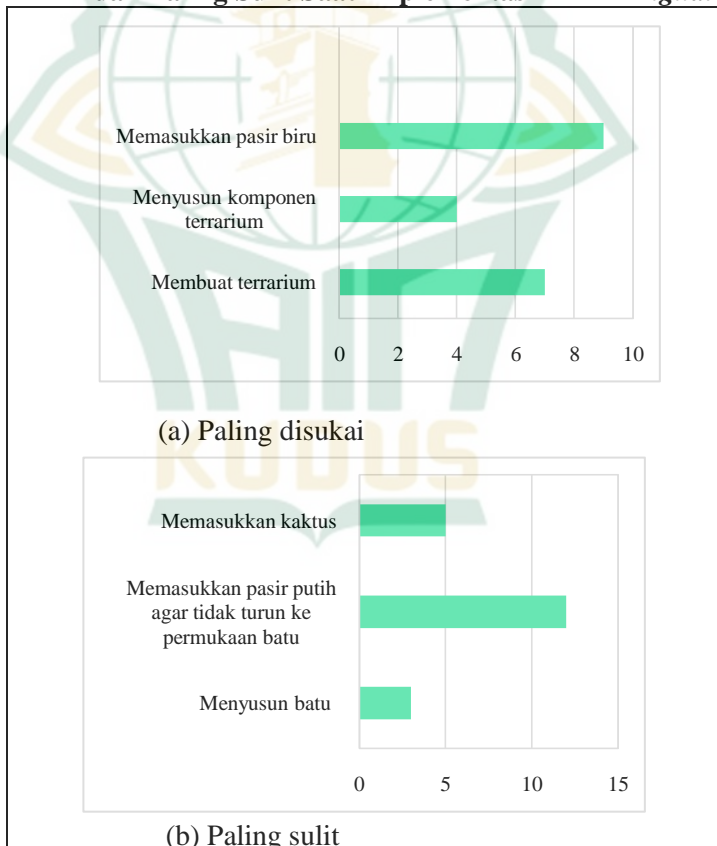 Memasukkan pasir biru
Menyusun komponen
terrarium
Membuat terrarium
0 2 4 6 8 10
(a) Paling disukai
KUDUS
Memasukkan kaktus
Memasukkan pasir putih
agar tidak turun ke
permukaan batu
Menyusun batu
0 5 10 15
(b) Paling sulit